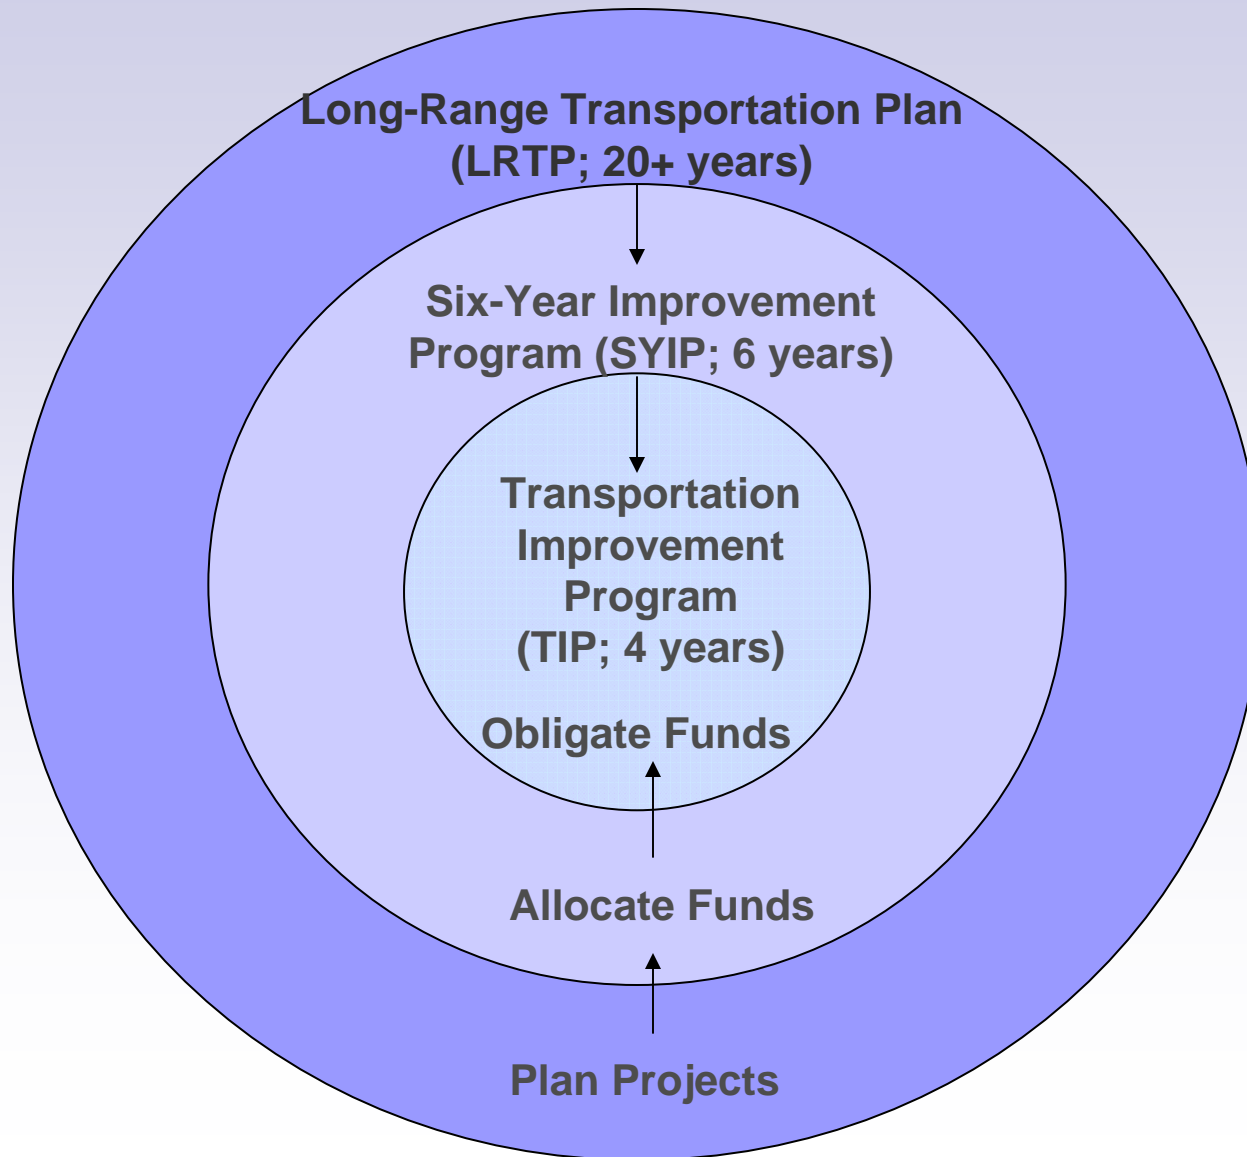 Long-Range Transportation Plan
(LRTP; 20+ years)
Six-Year Improvement
Program (SYIP; 6 years)
Transportation
Improvement
Program
(TIP; 4 years)
Obligate Funds
Allocate Funds
Plan Projects